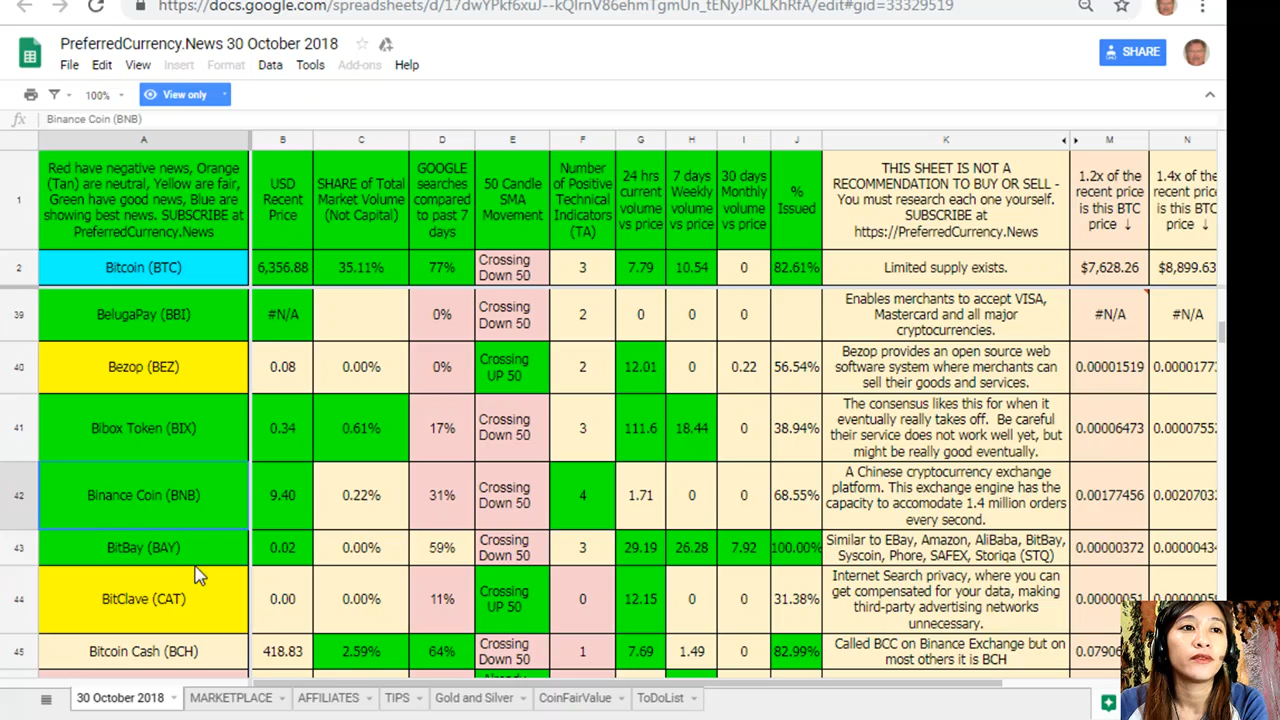 https://docs.google.com/spreadsheets/d/17dwYPkf6xuJ--kQIrnV86ehmTgmUn_tENyJPKLKhRfA/edit#gid=33329519
PreferredCurrency.News 30 October 2018
SHARE
File Edit View Insert Format Data Tools Add-ons Help
100% View only
fx Binance Coin (BNB)
A B C D E F G H I J K M N
1
Red have negative news, Orange
(Tan) are neutral, Yellow are fair,
Green have good news, Blue are
showing best news. SUBSCRIBE at
PreferredCurrency.News
USD
Recent
Price
SHARE of Total
Market Volume
(Not Capital)
GOOGLE
searches
compared
to past 7
days
50 Candle
SMA
Movement
Number
of Positive
Technical
Indicators
(TA)
24 hrs
current
volume
vs price
7 days
Weekly
volume
vs price
30 days
Monthly
volume
vs price
%
Issued
THIS SHEET IS NOT A
RECOMMENDATION TO BUY OR SELL -
You must research each one yourself.
SUBSCRIBE at
https://PreferredCurrency.News
1.2x of the
recent price
is this BTC
price ↓
1.4x of the
recent price
is this BTC
price ↓
2 Bitcoin (BTC) 6,356.88 35.11% 77% Crossing
Down 50
3 7.79 10.54 0 82.61% Limited supply exists. $7,628.26 $8,899.63
39 BelugaPay (BBI) #N/A 0% Crossing
Down 50
2 0 0 0
Enables merchants to accept VISA,
Mastercard and all major
cryptocurrencies.
#N/A #N/A
40 Bezop (BEZ) 0.08 0.00% 0% Crossing
UP 50
2 12.01 0 0.22 56.54%
Bezop provides an open source web
software system where merchants can
sell their goods and services.
0.00001519 0.0000177
41 Bibox Token (BIX) 0.34 0.61% 17% Crossing
Down 50
3 111.6 18.44 0 38.94%
The consensus likes this for when it
eventually really takes off. Be careful
their service does not work well yet, but
might be really good eventually.
0.00006473 0.0000755
42 Binance Coin (BNB) 9.40 0.22% 31% Crossing
Down 50
4 1.71 0 0 68.55%
A Chinese cryptocurrency exchange
platform. This exchange engine has the
capacity to accomodate 1.4 million orders
every second.
0.00177456 0.0020703
43 BitBay (BAY) 0.02 0.00% 59% Crossing
Down 50
3 29.19 26.28 7.92 100.00%
Similar to EBay, Amazon, AliBaba, BitBay,
Syscoin, Phore, SAFEX, Storiqa (STQ)
0.00000372 0.0000043
44 BitClave (CAT) 0.00 0.00% 11% Crossing
UP 50
0 12.15 0 0 31.38%
Internet Search privacy, where you can
get compensated for your data, making
third-party advertising networks
unnecessary.
45 Bitcoin Cash (BCH) 418.83 2.59% 64% Crossing
Down 50
1 7.69 1.49 0 82.99%
Called BCC on Binance Exchange but on
most others it is BCH
0.07906
30 October 2018 MARKETPLACE AFFILIATES TIPS Gold and Silver CoinFairValue ToDoList